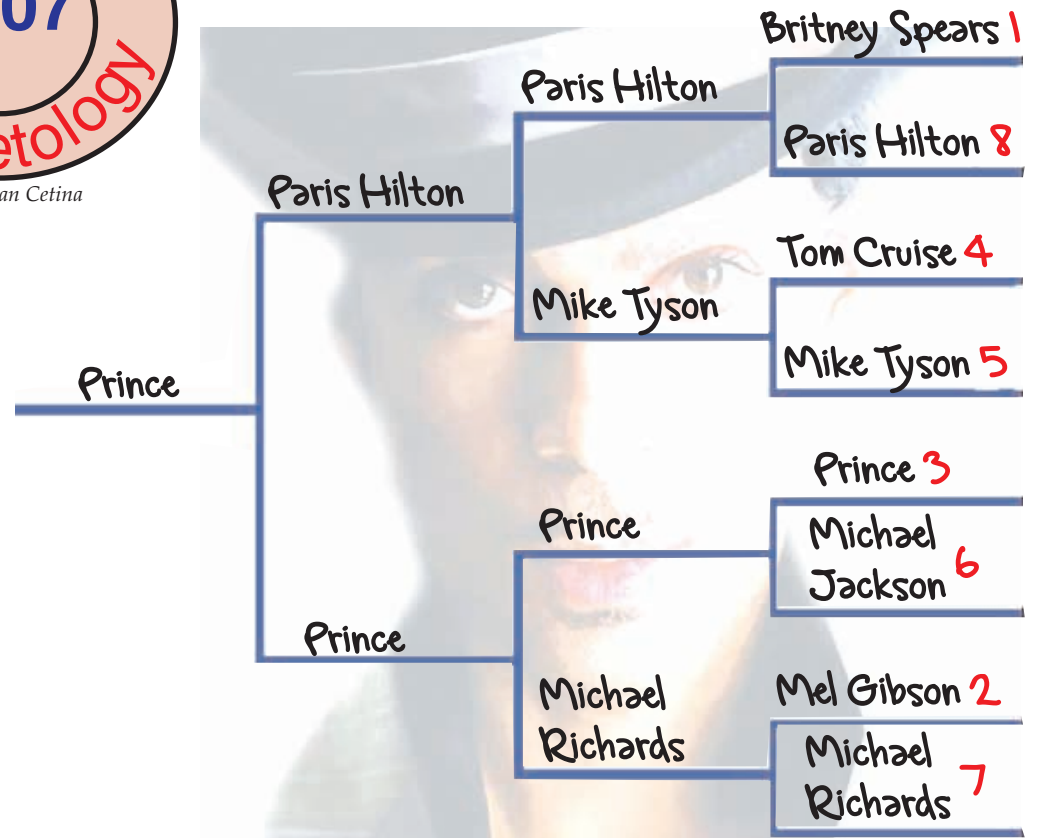 07
etology
an Cetina
Britney Spears 1
Paris Hilton
Paris Hilton 8
Paris Hilton
Tom Cruise 4
Mike Tyson
Mike Tyson 5
Prince
Prince 3
Prince
Michael
Jackson 6
Prince
Mel Gibson 2
Michael
Richards
Michael
Richards 7